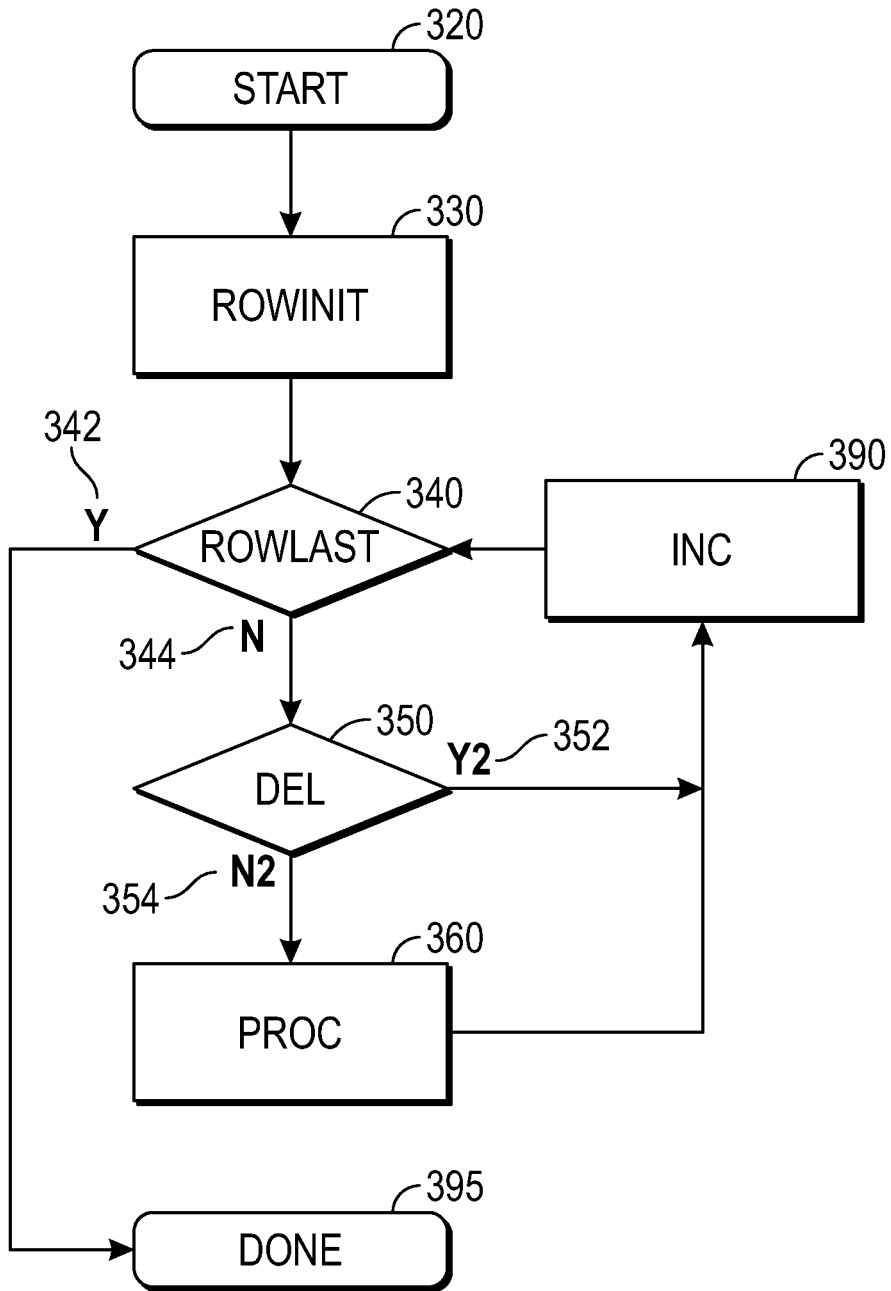 320
START
330
ROWINIT
342
Y
340
ROWLAST
390
INC
344
N
350
DEL
Y2
352
N2
354
360
PROC
395
DONE